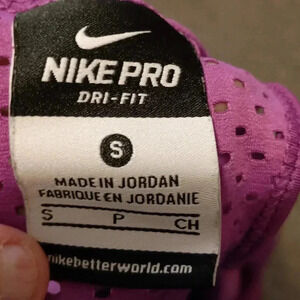 NIKE PRO
DRI-FIT
S
MADE IN JORDAN
FABRIQUE EN JORDANIE
S P CH
nikebetterworld.com